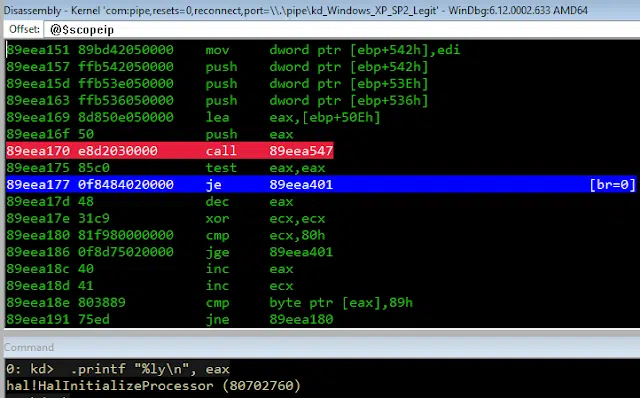 Disassembly - Kernel 'com:pipe,resets=0,reconnect,port=\\.\pipe\kd_Windows_XP_SP2_Legit' - WinDbg:6.12.0002.633 AMD64
Offset: @$scopeip
89eea151 89bd42050000 mov dword ptr [ebp+542h],edi
89eea157 ffb542050000 push dword ptr [ebp+542h]
89eea15d ffb53e050000 push dword ptr [ebp+53Eh]
89eea163 ffb536050000 push dword ptr [ebp+536h]
89eea169 8d850e050000 lea eax,[ebp+50Eh]
89eea16f 50 push eax
89eea170 e8d2030000 call 89eea547
89eea175 85c0 test eax,eax
89eea177 0f8484020000 je 89eea401 [br=0]
89eea17d 48 dec eax
89eea17e 31c9 xor ecx,ecx
89eea180 81f980000000 cmp ecx,80h
89eea186 0f8d75020000 jge 89eea401
89eea18c 40 inc eax
89eea18d 41 inc ecx
89eea18e 803889 cmp byte ptr [eax],89h
89eea191 75ed jne 89eea180
Command
0: kd> .printf "%ly\n", eax
hal!HalInitializeProcessor (80702760)